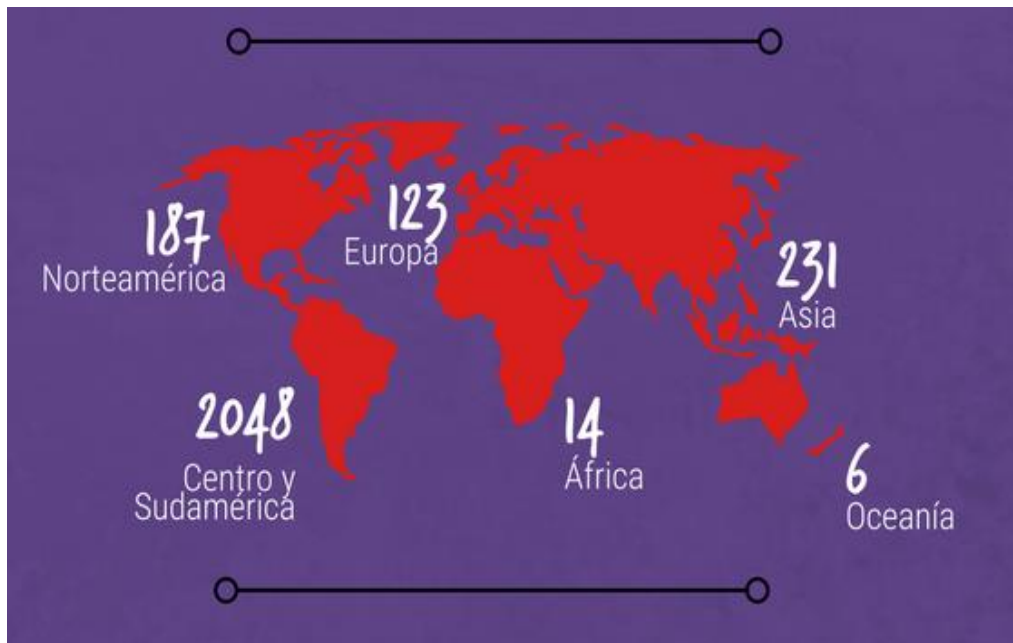 187
Norteamérica
123
Europa
231
Asia
2048
Centro y
Sudamérica
14
África
6
Oceanía